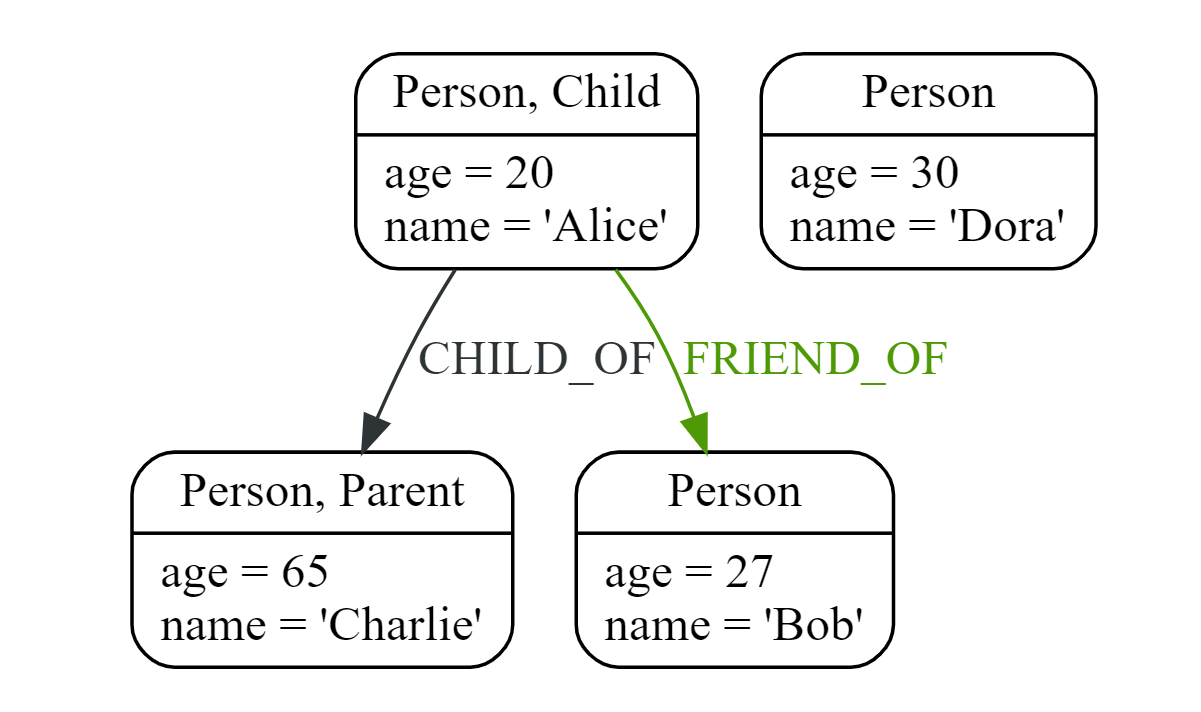 Person, Child
age = 20
name = 'Alice'
Person
age = 30
name = 'Dora'
CHILD_OF
FRIEND_OF
Person, Parent
age = 65
name = 'Charlie'
Person
age = 27
name = 'Bob'